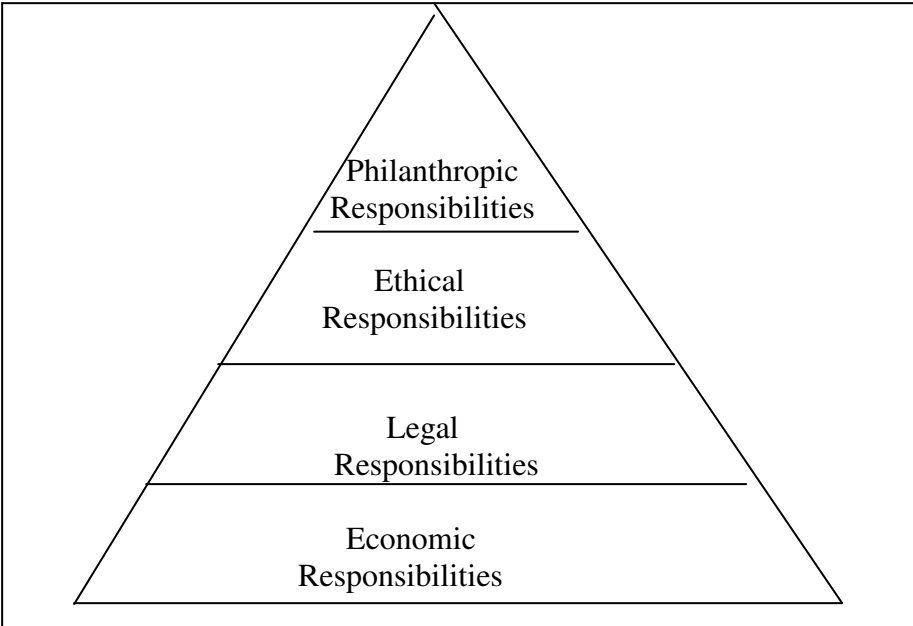 Philanthropic
Responsibilities
Ethical
Responsibilities
Legal
Responsibilities
Economic
Responsibilities